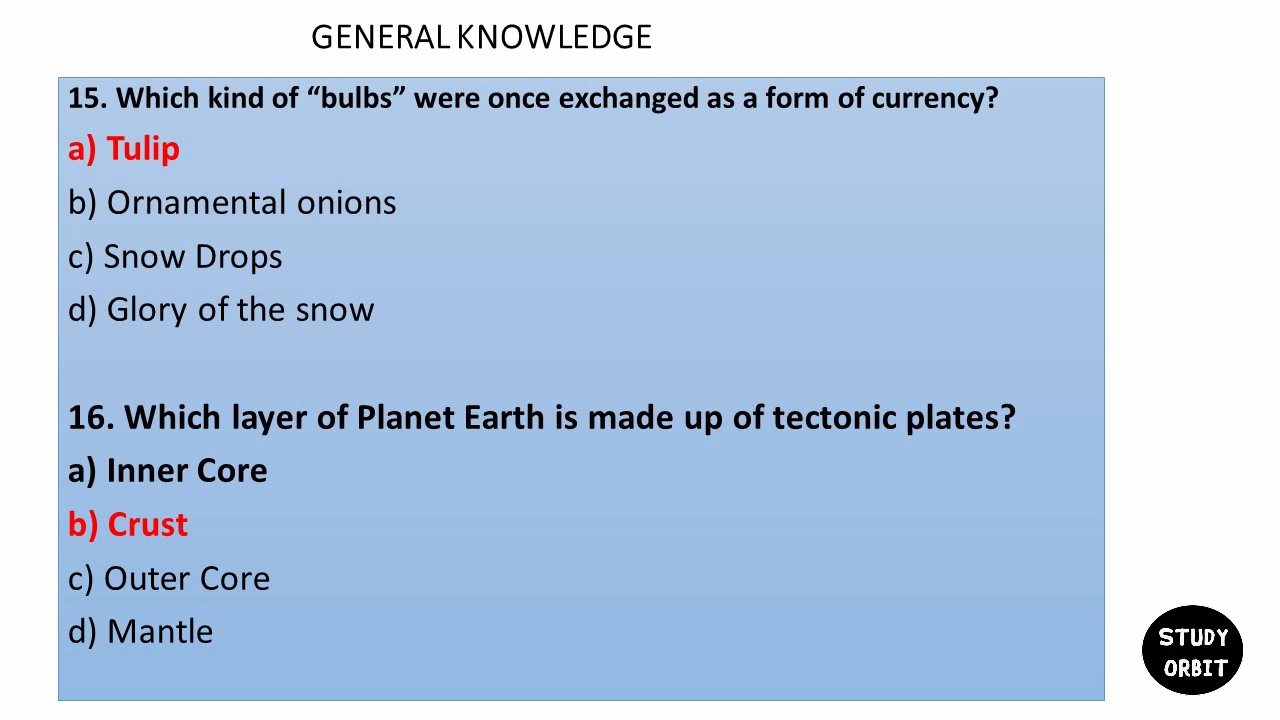 GENERAL KNOWLEDGE
15. Which kind of “bulbs” were once exchanged as a form of currency?
a) Tulip
b) Ornamental onions
c) Snow Drops
d) Glory of the snow
16. Which layer of Planet Earth is made up of tectonic plates?
a) Inner Core
b) Crust
c) Outer Core
d) Mantle
STUDY
ORBIT